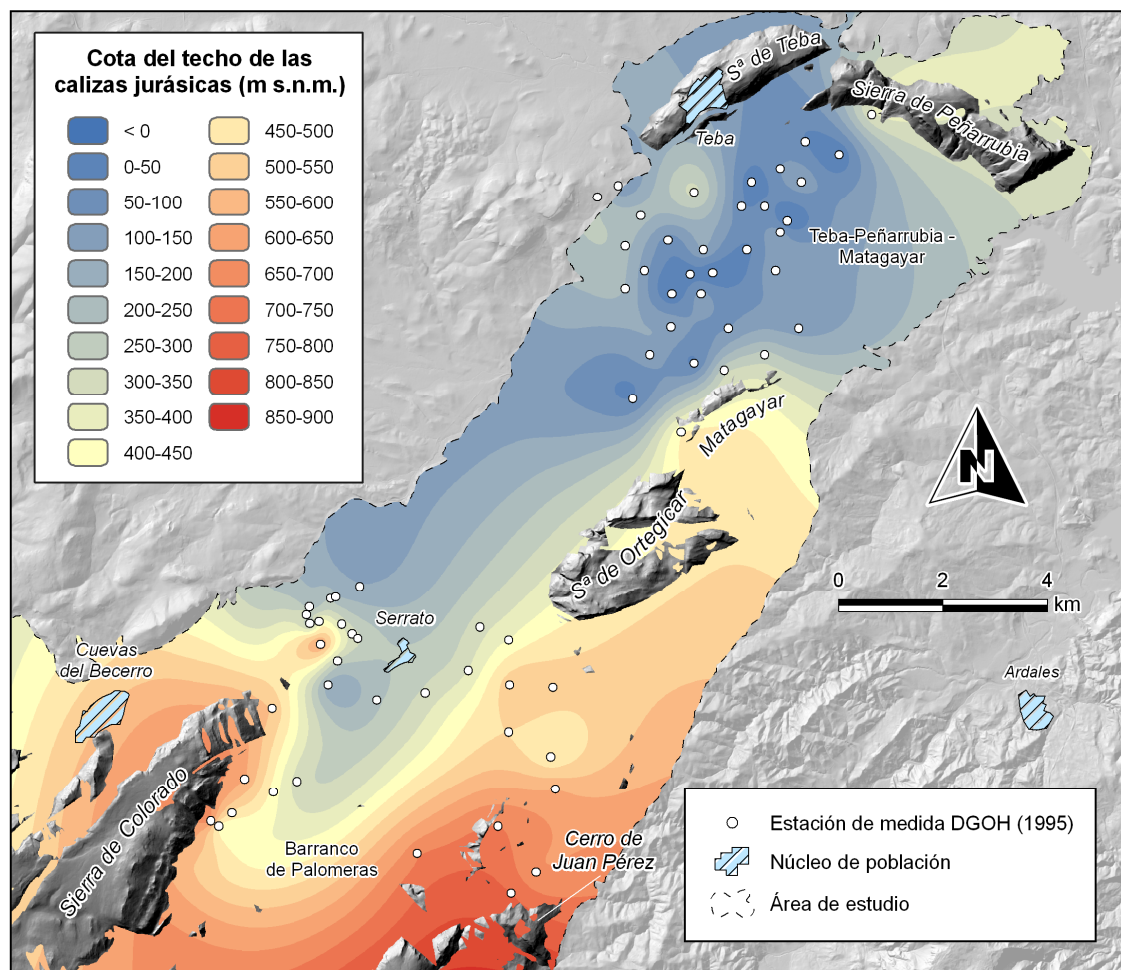 Cota del techo de las
calizas jurásicas (m s.n.m.)
< 0
0-50
50-100
100-150
150-200
200-250
250-300
300-350
350-400
400-450
450-500
500-550
550-600
600-650
650-700
700-750
750-800
800-850
850-900
Sª de Teba
Teba
Sierra de Peñarrubia
Teba-Peñarrubia -
Matagayar
Matagayar
Sª de Ortegícar
N
0 2 4
km
Serrato
Cuevas
del Becerro
Ardales
Sierra de Colorado
Barranco
de Palomeras
Cerro de
Juan Pérez
Estación de medida DGOH (1995)
Núcleo de población
Área de estudio